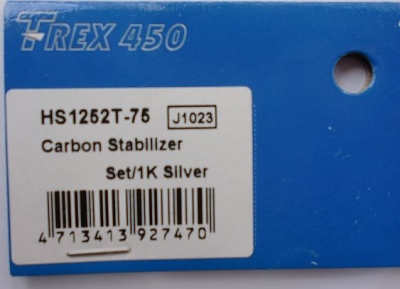 TREX 450
HS1252T-75 J1023
Carbon Stabilizer
Set/1K Silver
4 713413 927470